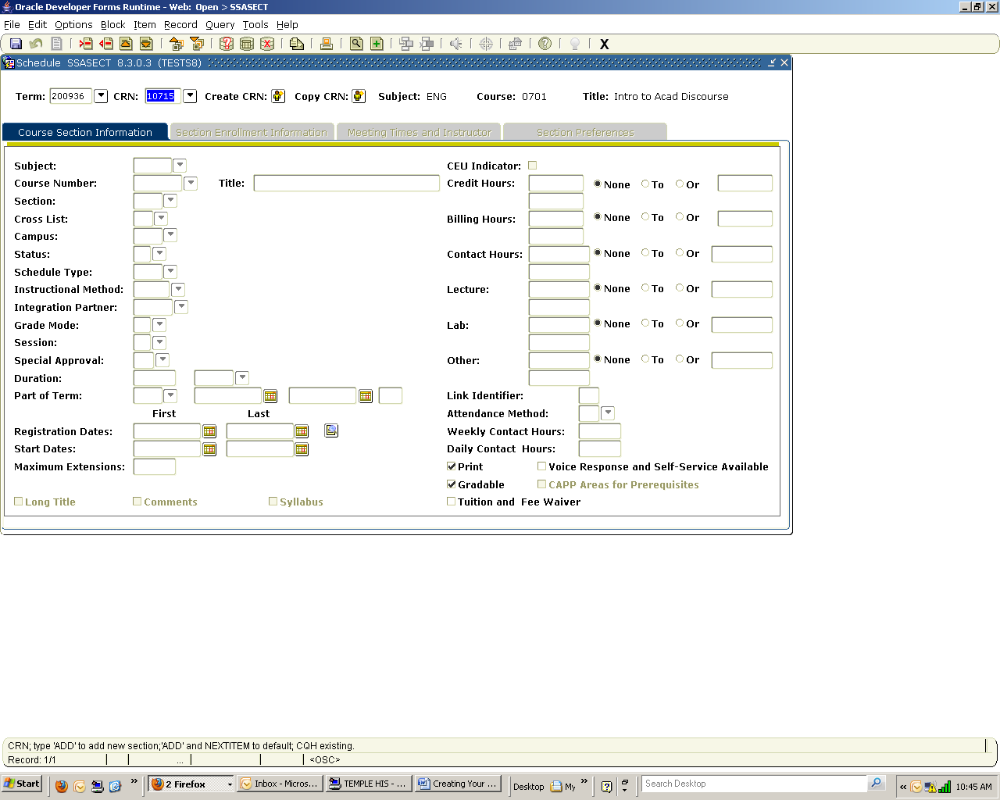 Oracle Developer Forms Runtime - Web: Open > SSASECT
File Edit Options Block Item Record Query Tools Help
X
Schedule SSASECT 8.3.0.3 (TESTS8)
Term: 200936 CRN: 10715 Create CRN: Copy CRN: Subject: ENG Course: 0701 Title: Intro to Acad Discourse
Course Section Information Section Enrollment Information Meeting Times and Instructor Section Preferences
Subject: CEU Indicator:
Course Number: Title: Credit Hours: None To Or
Section:
Cross List: Billing Hours: None To Or
Campus:
Status: Contact Hours: None To Or
Schedule Type:
Instructional Method: Lecture: None To Or
Integration Partner:
Grade Mode: Lab: None To Or
Session:
Special Approval: Other: None To Or
Duration:
Part of Term: Link Identifier:
First Last Attendance Method:
Registration Dates: Weekly Contact Hours:
Start Dates: Daily Contact Hours:
Maximum Extensions: Print Voice Response and Self-Service Available
Gradable CAPP Areas for Prerequisites
Long Title Comments Syllabus Tuition and Fee Waiver
CRN; type 'ADD' to add new section;'ADD' and NEXTITEM to default; CQH existing.
Record: 1/1 ... <OSC>
Start » 2 Firefox Inbox - Micros... TEMPLE HIS - ... Creating Your ... Desktop My » Search Desktop « 10:45 AM